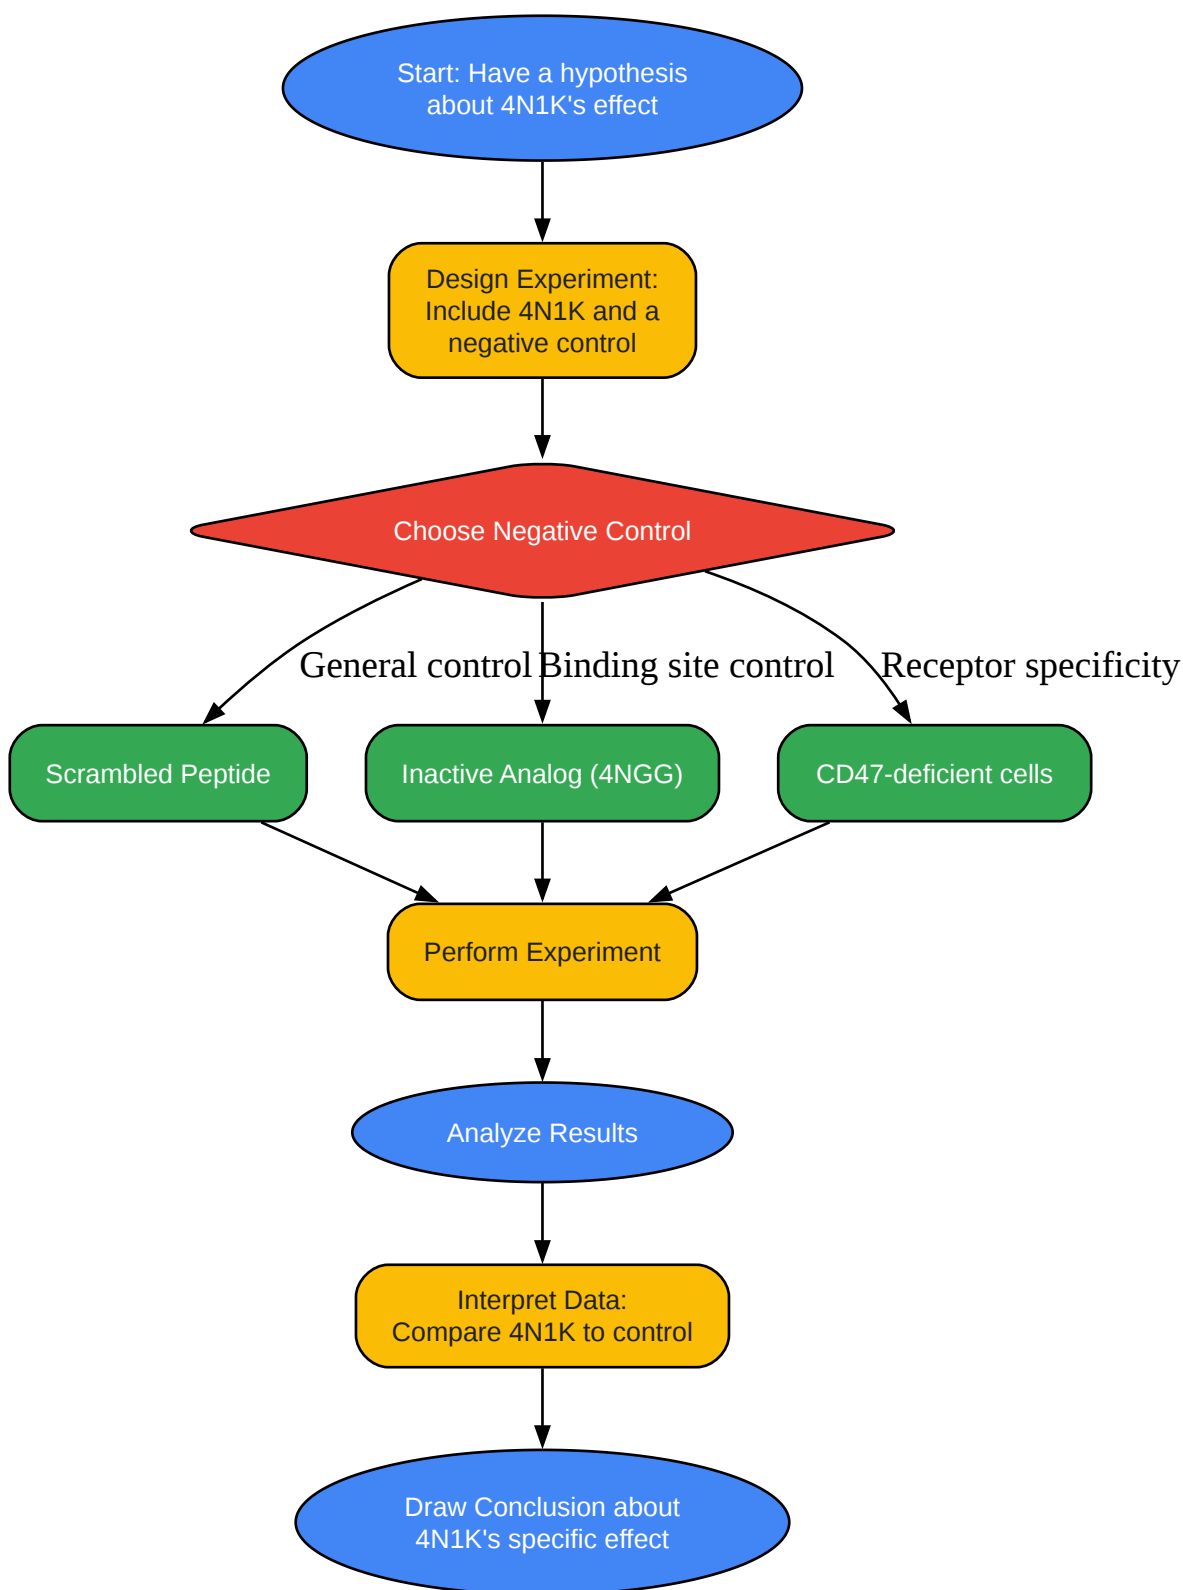 Start: Have a hypothesis
about 4N1K's effect
Design Experiment:
Include 4N1K and a
negative control
Choose Negative Control
General control
Binding site control
Receptor specificity
Scrambled Peptide
Inactive Analog (4NGG)
CD47-deficient cells
Perform Experiment
Analyze Results
Interpret Data:
Compare 4N1K to control
Draw Conclusion about
4N1K's specific effect